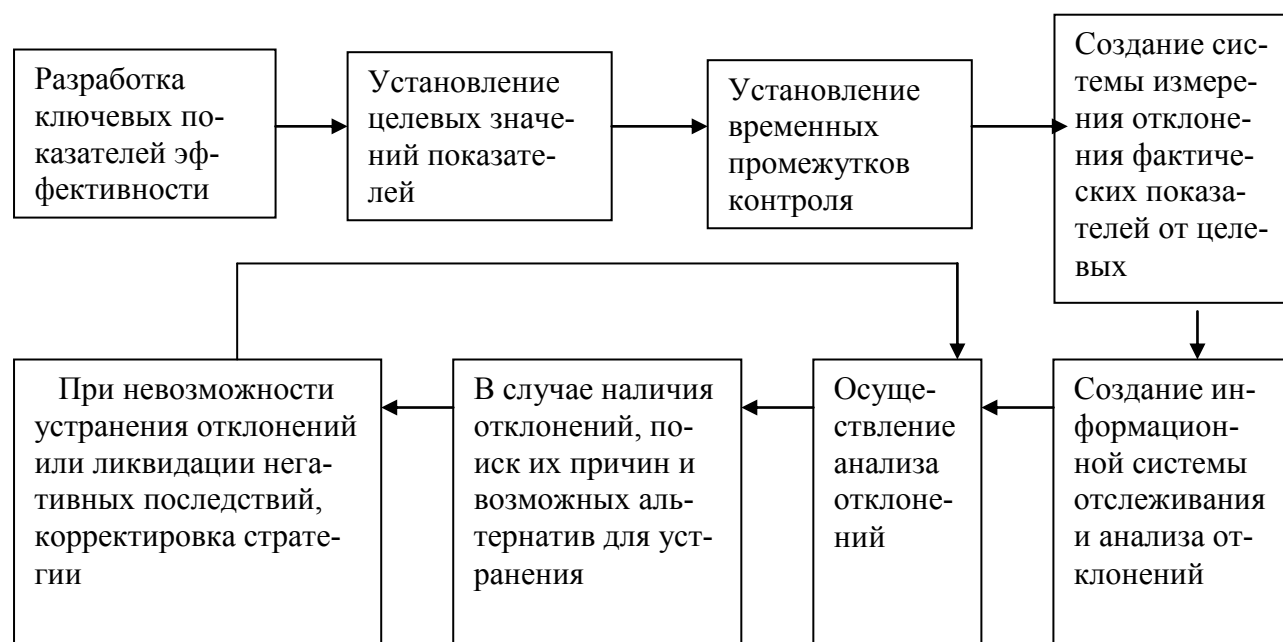 Разработка
ключевых по-
казателей эф-
фективности
Установление
целевых значе-
ний показате-
лей
Установление
временных
промежутков
контроля
Создание сис-
темы измере-
ния отклоне-
ния фактиче-
ских показа-
телей от целе-
вых
Создание ин-
формацион-
ной системы
отслеживания
и анализа от-
клонений
Осуще-
ствление
анализа
отклоне-
ний
В случае наличия
отклонений, по-
иск их причин и
возможных аль-
тернатив для уст-
ранения
При невозможности
устранения отклонений
или ликвидации нега-
тивных последствий,
корректировка страте-
гии